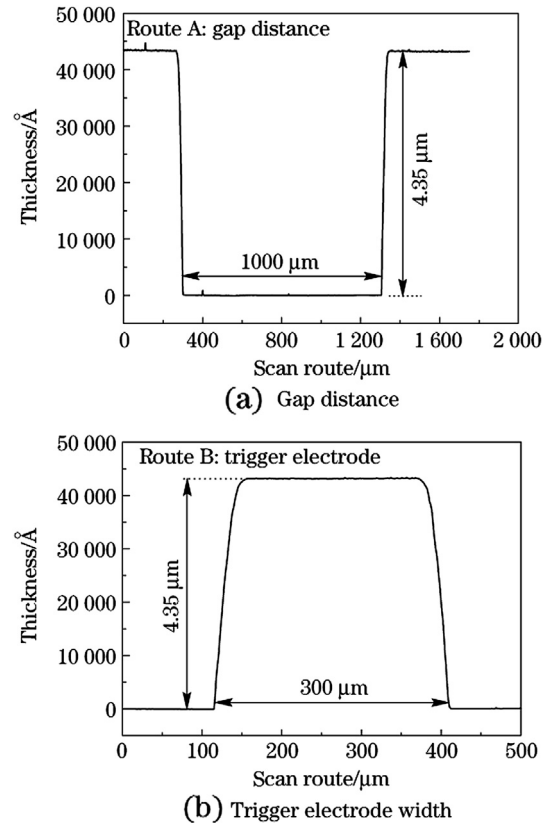 50 000
Route A: gap distance
40 000
30 000
20 000
10 000
0
Thickness/Å
4.35 μm
1000 μm
0
400
800
1 200
1 600
2 000
Scan route/μm
(a) Gap distance
50 000
Route B: trigger electrode
40 000
30 000
20 000
10 000
0
Thickness/Å
4.35 μm
300 μm
0
100
200
300
400
500
Scan route/μm
(b) Trigger electrode width